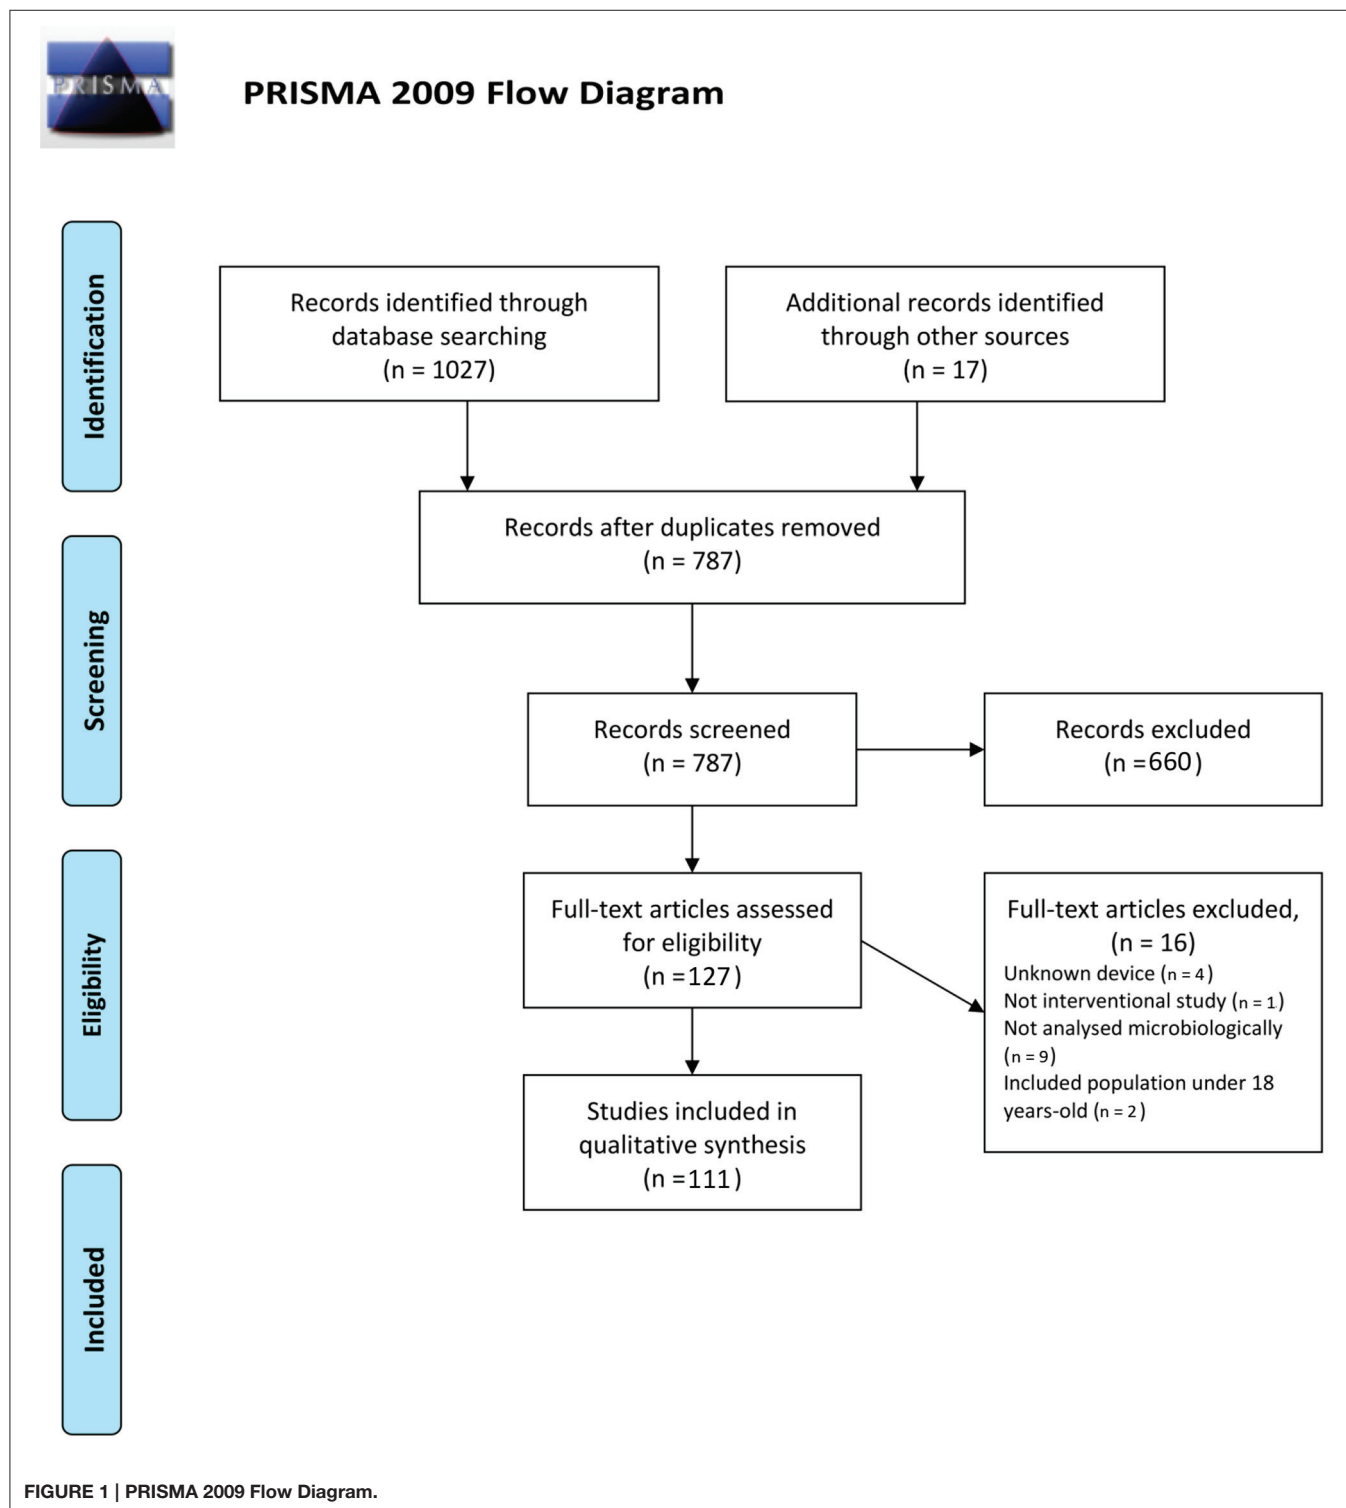 PRISMA
PRISMA 2009 Flow Diagram
Identification
Records identified through
database searching
(n = 1027)
Additional records identified
through other sources
(n = 17)
Screening
Records after duplicates removed
(n = 787)
Records screened
(n = 787)
Records excluded
(n =660)
Eligibility
Full-text articles assessed
for eligibility
(n =127)
Full-text articles excluded,
(n = 16)
Unknown device (n = 4)
Not interventional study (n = 1)
Not analysed microbiologically
(n = 9)
Included population under 18
years-old (n = 2)
Included
Studies included in
qualitative synthesis
(n =111)
FIGURE 1 | PRISMA 2009 Flow Diagram.